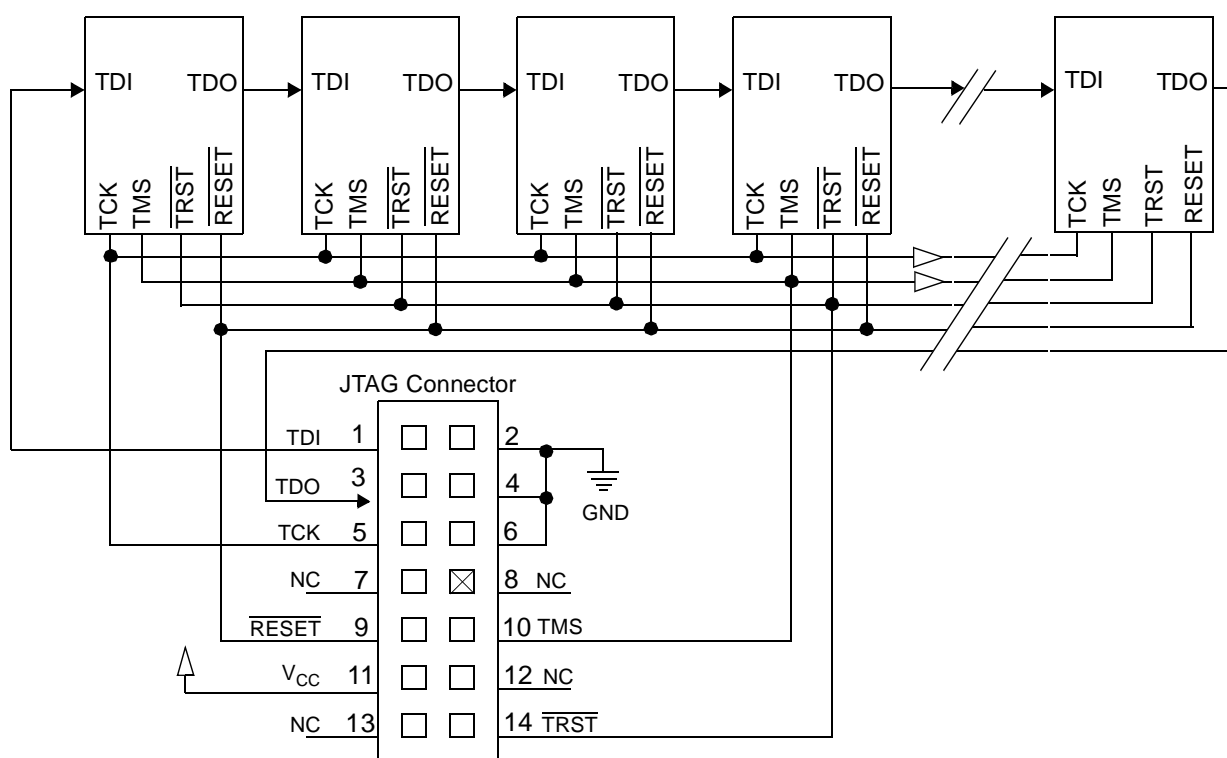 TDI TDO TDI TDO TDI TDO TDI TDO TDI TDO
TCK TMS TRST RESET TCK TMS TRST RESET TCK TMS TRST RESET TCK TMS TRST RESET TCK TMS TRST RESET
JTAG Connector
TDI 1 2
TDO 3 4
GND
TCK 5 6
NC 7 8 NC
RESET 9 10 TMS
VCC 11 12 NC
NC 13 14 TRST